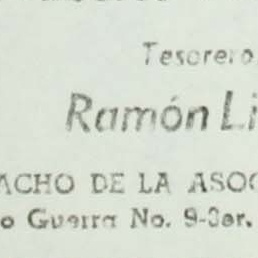 Tesorero
Ramón Li
ACHO DE LA ASOC
o Guerra No. 9-3er.